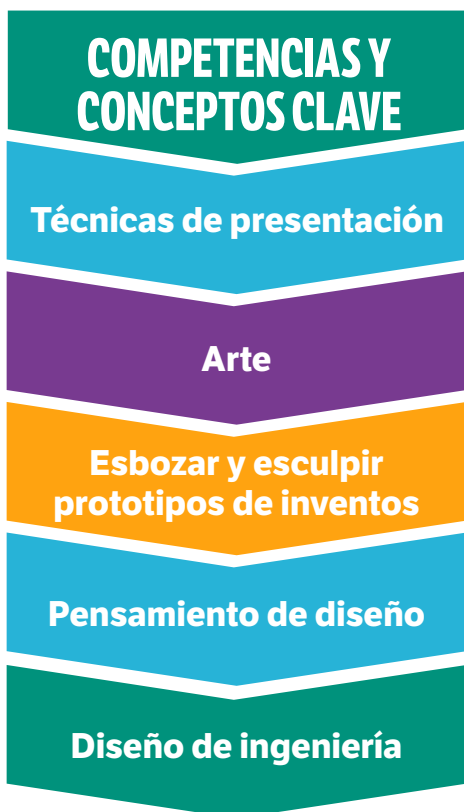 COMPETENCIAS Y
CONCEPTOS CLAVE
Técnicas de presentación
Arte
Esbozar y esculpir
prototipos de inventos
Pensamiento de diseño
Diseño de ingeniería